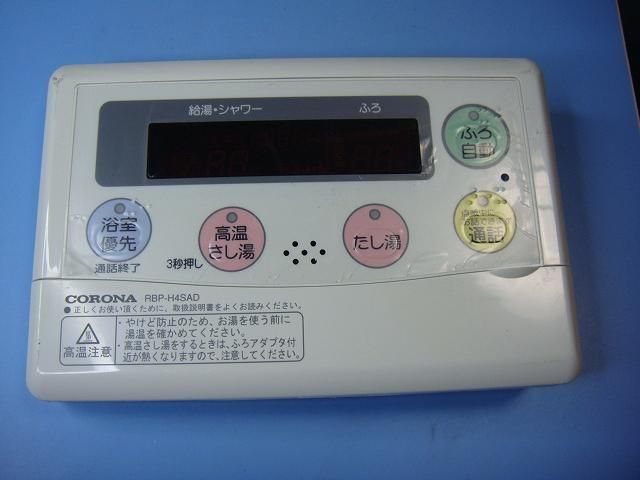 給湯・シャワー ふろ
ふろ
自動
浴室
優先
通話終了
3秒押し
高温
さし湯
たし湯
通話
CORONA RBP-H4SAD
●正しくお使い頂くために、取扱説明書をよくお読みください。
高温注意
・やけど防止のため、お湯を使う前に
湯温を確かめてください。
・高温さし湯をするときは、ふろアダプタ付
近が熱くなりますので、注意してください。